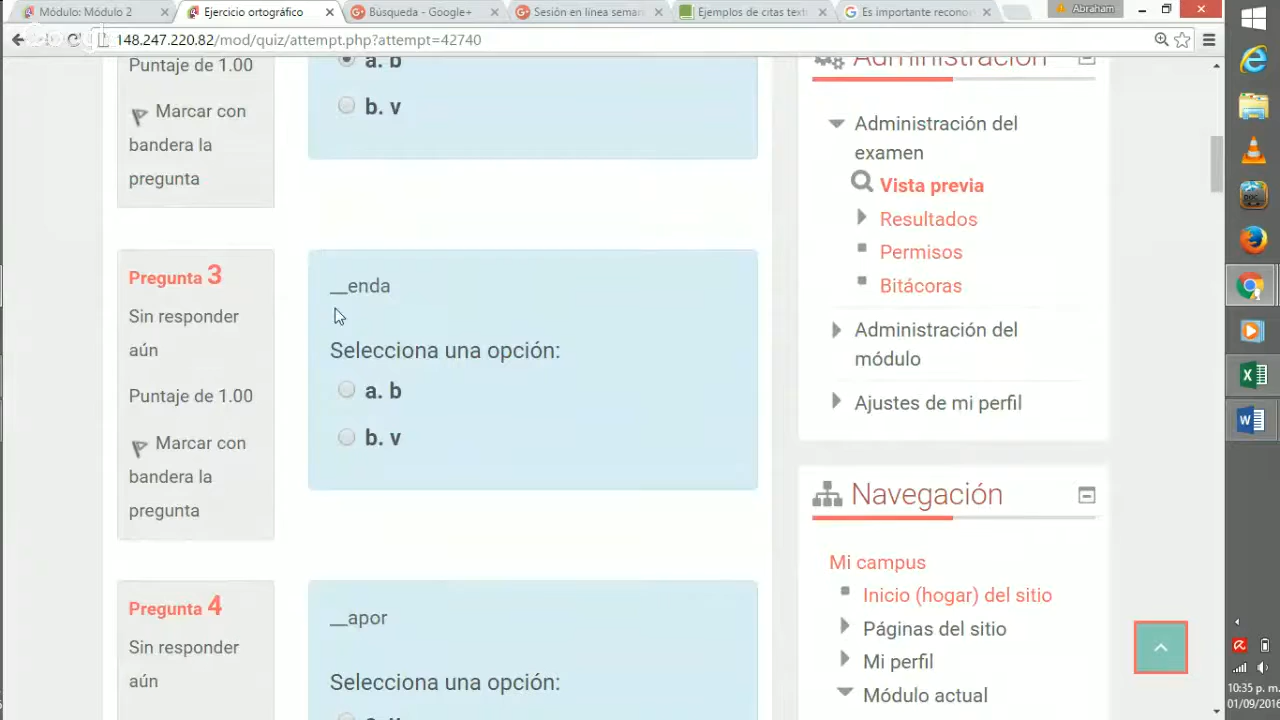 Módulo: Módulo 2
Ejercicio ortográfico
Búsqueda - Google+
Sesión en línea seman
Ejemplos de citas text
Es importante recono
Abraham
148.247.220.82/mod/quiz/attempt.php?attempt=42740
Puntaje de 1.00
Marcar con
bandera la
pregunta
a. b
b. v
Pregunta 3
Sin responder
aún
Puntaje de 1.00
Marcar con
bandera la
pregunta
__enda
Selecciona una opción:
a. b
b. v
Pregunta 4
Sin responder
aún
__apor
Selecciona una opción:
Administración
Administración del
examen
Vista previa
Resultados
Permisos
Bitácoras
Administración del
módulo
Ajustes de mi perfil
Navegación
Mi campus
Inicio (hogar) del sitio
Páginas del sitio
Mi perfil
Módulo actual
10:35 p. m.
01/09/2016